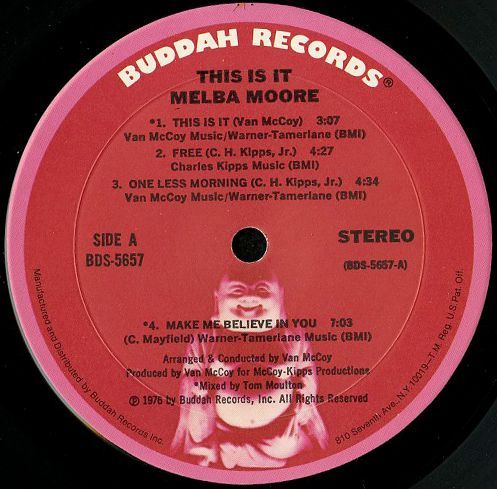 BUDDAH RECORDS®
THIS IS IT
MELBA MOORE
*1. THIS IS IT (Van McCoy) 3:07
Van McCoy Music/Warner-Tamerlane (BMI)
2. FREE (C. H. Kipps, Jr.) 4:27
Charles Kipps Music (BMI)
3. ONE LESS MORNING (C. H. Kipps, Jr.) 4:34
Van McCoy Music/Warner-Tamerlane (BMI)
SIDE A
BDS-5657
STEREO
(BDS-5657-A)
*4. MAKE ME BELIEVE IN YOU 7:03
(C. Mayfield) Warner-Tamerlane Music (BMI)
Arranged & Conducted by Van McCoy
Produced by Van McCoy for McCoy-Kipps Productions
*Mixed by Tom Moulton
℗ 1976 by Buddah Records, Inc. All Rights Reserved
Manufactured and Distributed by Buddah Records Inc.
810 Seventh Ave., N.Y. 10019—T.M. Reg. U.S. Pat. Off.